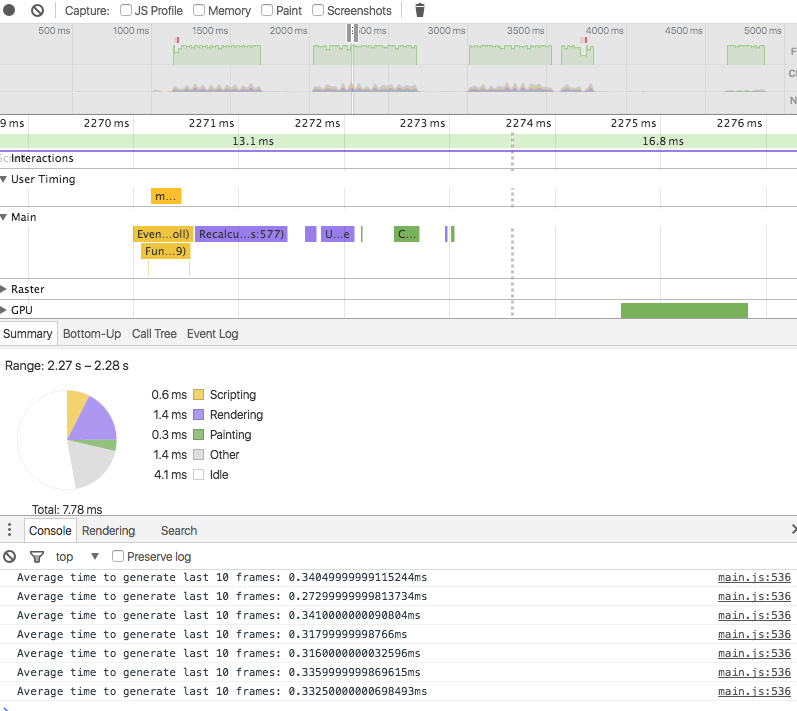 Capture: JS Profile Memory Paint Screenshots
500 ms 1000 ms 1500 ms 2000 ms 2500 ms 3000 ms 3500 ms 4000 ms 4500 ms 5000 ms
F
N
9 ms 2270 ms 2271 ms 2272 ms 2273 ms 2274 ms 2275 ms 2276 ms
13.1 ms 16.8 ms
Interactions
User Timing
m...
Main
Even...oll) Recalcu...s:577) U...e C...
Fun...9)
Raster
GPU
Summary Bottom-Up Call Tree Event Log
Range: 2.27 s – 2.28 s
0.6 ms Scripting
1.4 ms Rendering
0.3 ms Painting
1.4 ms Other
4.1 ms Idle
Total: 7.78 ms
Console Rendering Search
top Preserve log
Average time to generate last 10 frames: 0.34049999999115244ms main.js:536
Average time to generate last 10 frames: 0.27299999999813734ms main.js:536
Average time to generate last 10 frames: 0.3410000000090804ms main.js:536
Average time to generate last 10 frames: 0.31799999998766ms main.js:536
Average time to generate last 10 frames: 0.3160000000032596ms main.js:536
Average time to generate last 10 frames: 0.3359999999869615ms main.js:536
Average time to generate last 10 frames: 0.33250000000698493ms main.js:536